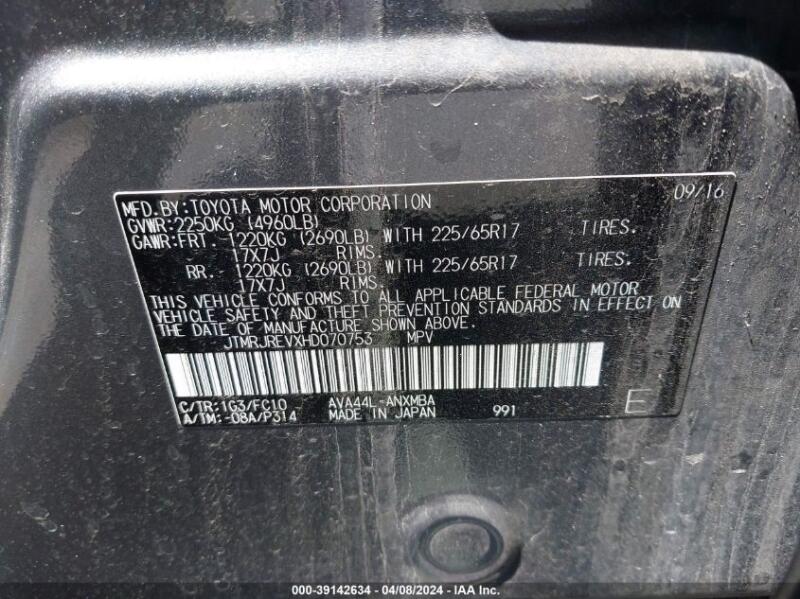 MFD.BY:TOYOTA MOTOR CORPORATION 09/16
GVWR:2250KG (4960LB)
GAWR:FRT. 1220KG (2690LB) WITH 225/65R17 TIRES.
17X7J RIMS.
RR. 1220KG (2690LB) WITH 225/65R17 TIRES.
17X7J RIMS.
THIS VEHICLE CONFORMS TO ALL APPLICABLE FEDERAL MOTOR
VEHICLE SAFETY AND THEFT PREVENTION STANDARDS IN EFFECT ON
THE DATE OF MANUFACTURE SHOWN ABOVE.
JTMRJREVXHD070753 MPV
C/TR:1G3/FC10 AVA44L-ANXMBA
A/TM:-08A/P314 MADE IN JAPAN 991 E
000-39142634 / 04/08/2024 - IAA Inc.